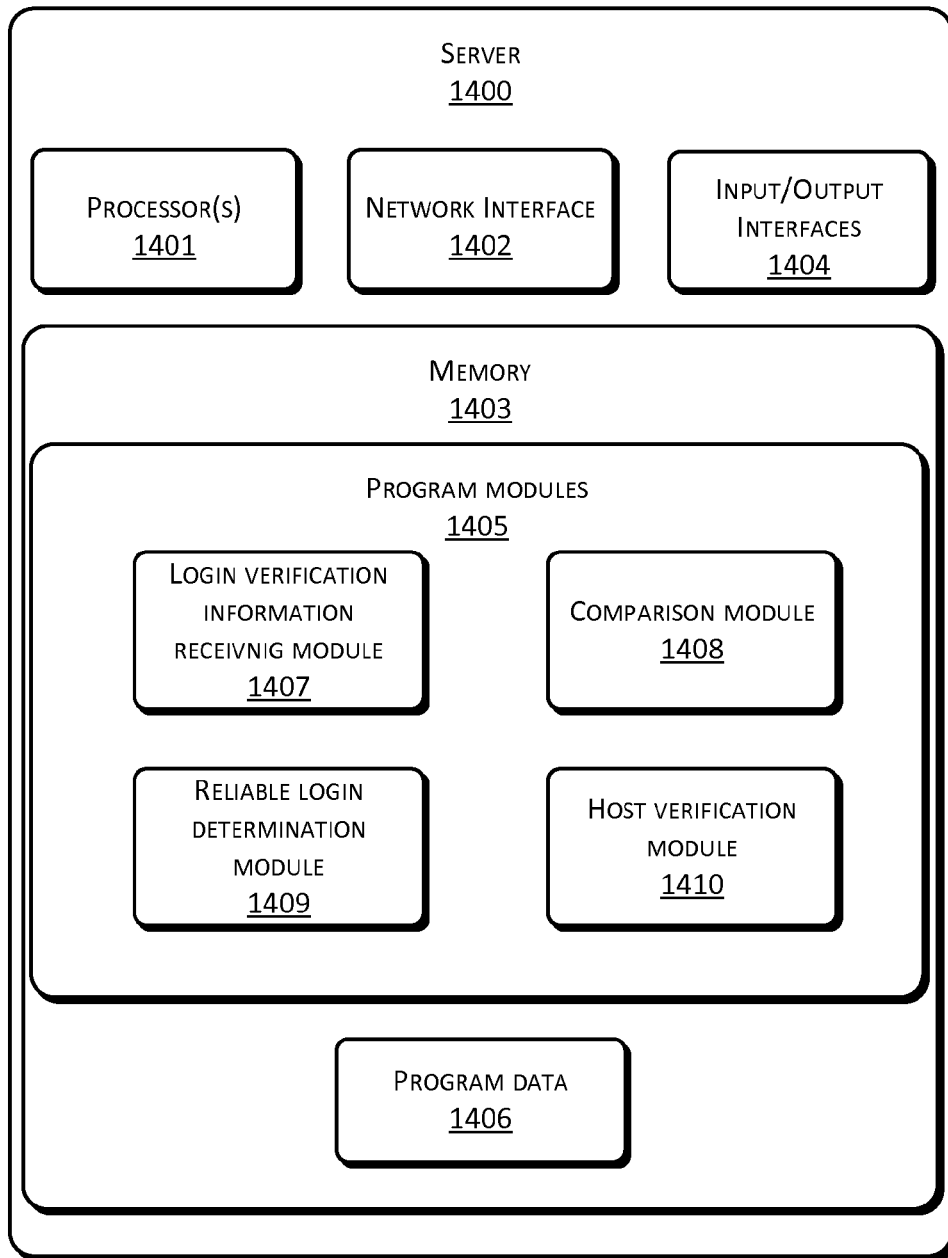 SERVER
1400
PROCESSOR(S)
1401
NETWORK INTERFACE
1402
INPUT/OUTPUT
INTERFACES
1404
MEMORY
1403
PROGRAM MODULES
1405
LOGIN VERIFICATION
INFORMATION
RECEIVNIG MODULE
1407
COMPARISON MODULE
1408
RELIABLE LOGIN
DETERMINATION
MODULE
1409
HOST VERIFICATION
MODULE
1410
PROGRAM DATA
1406